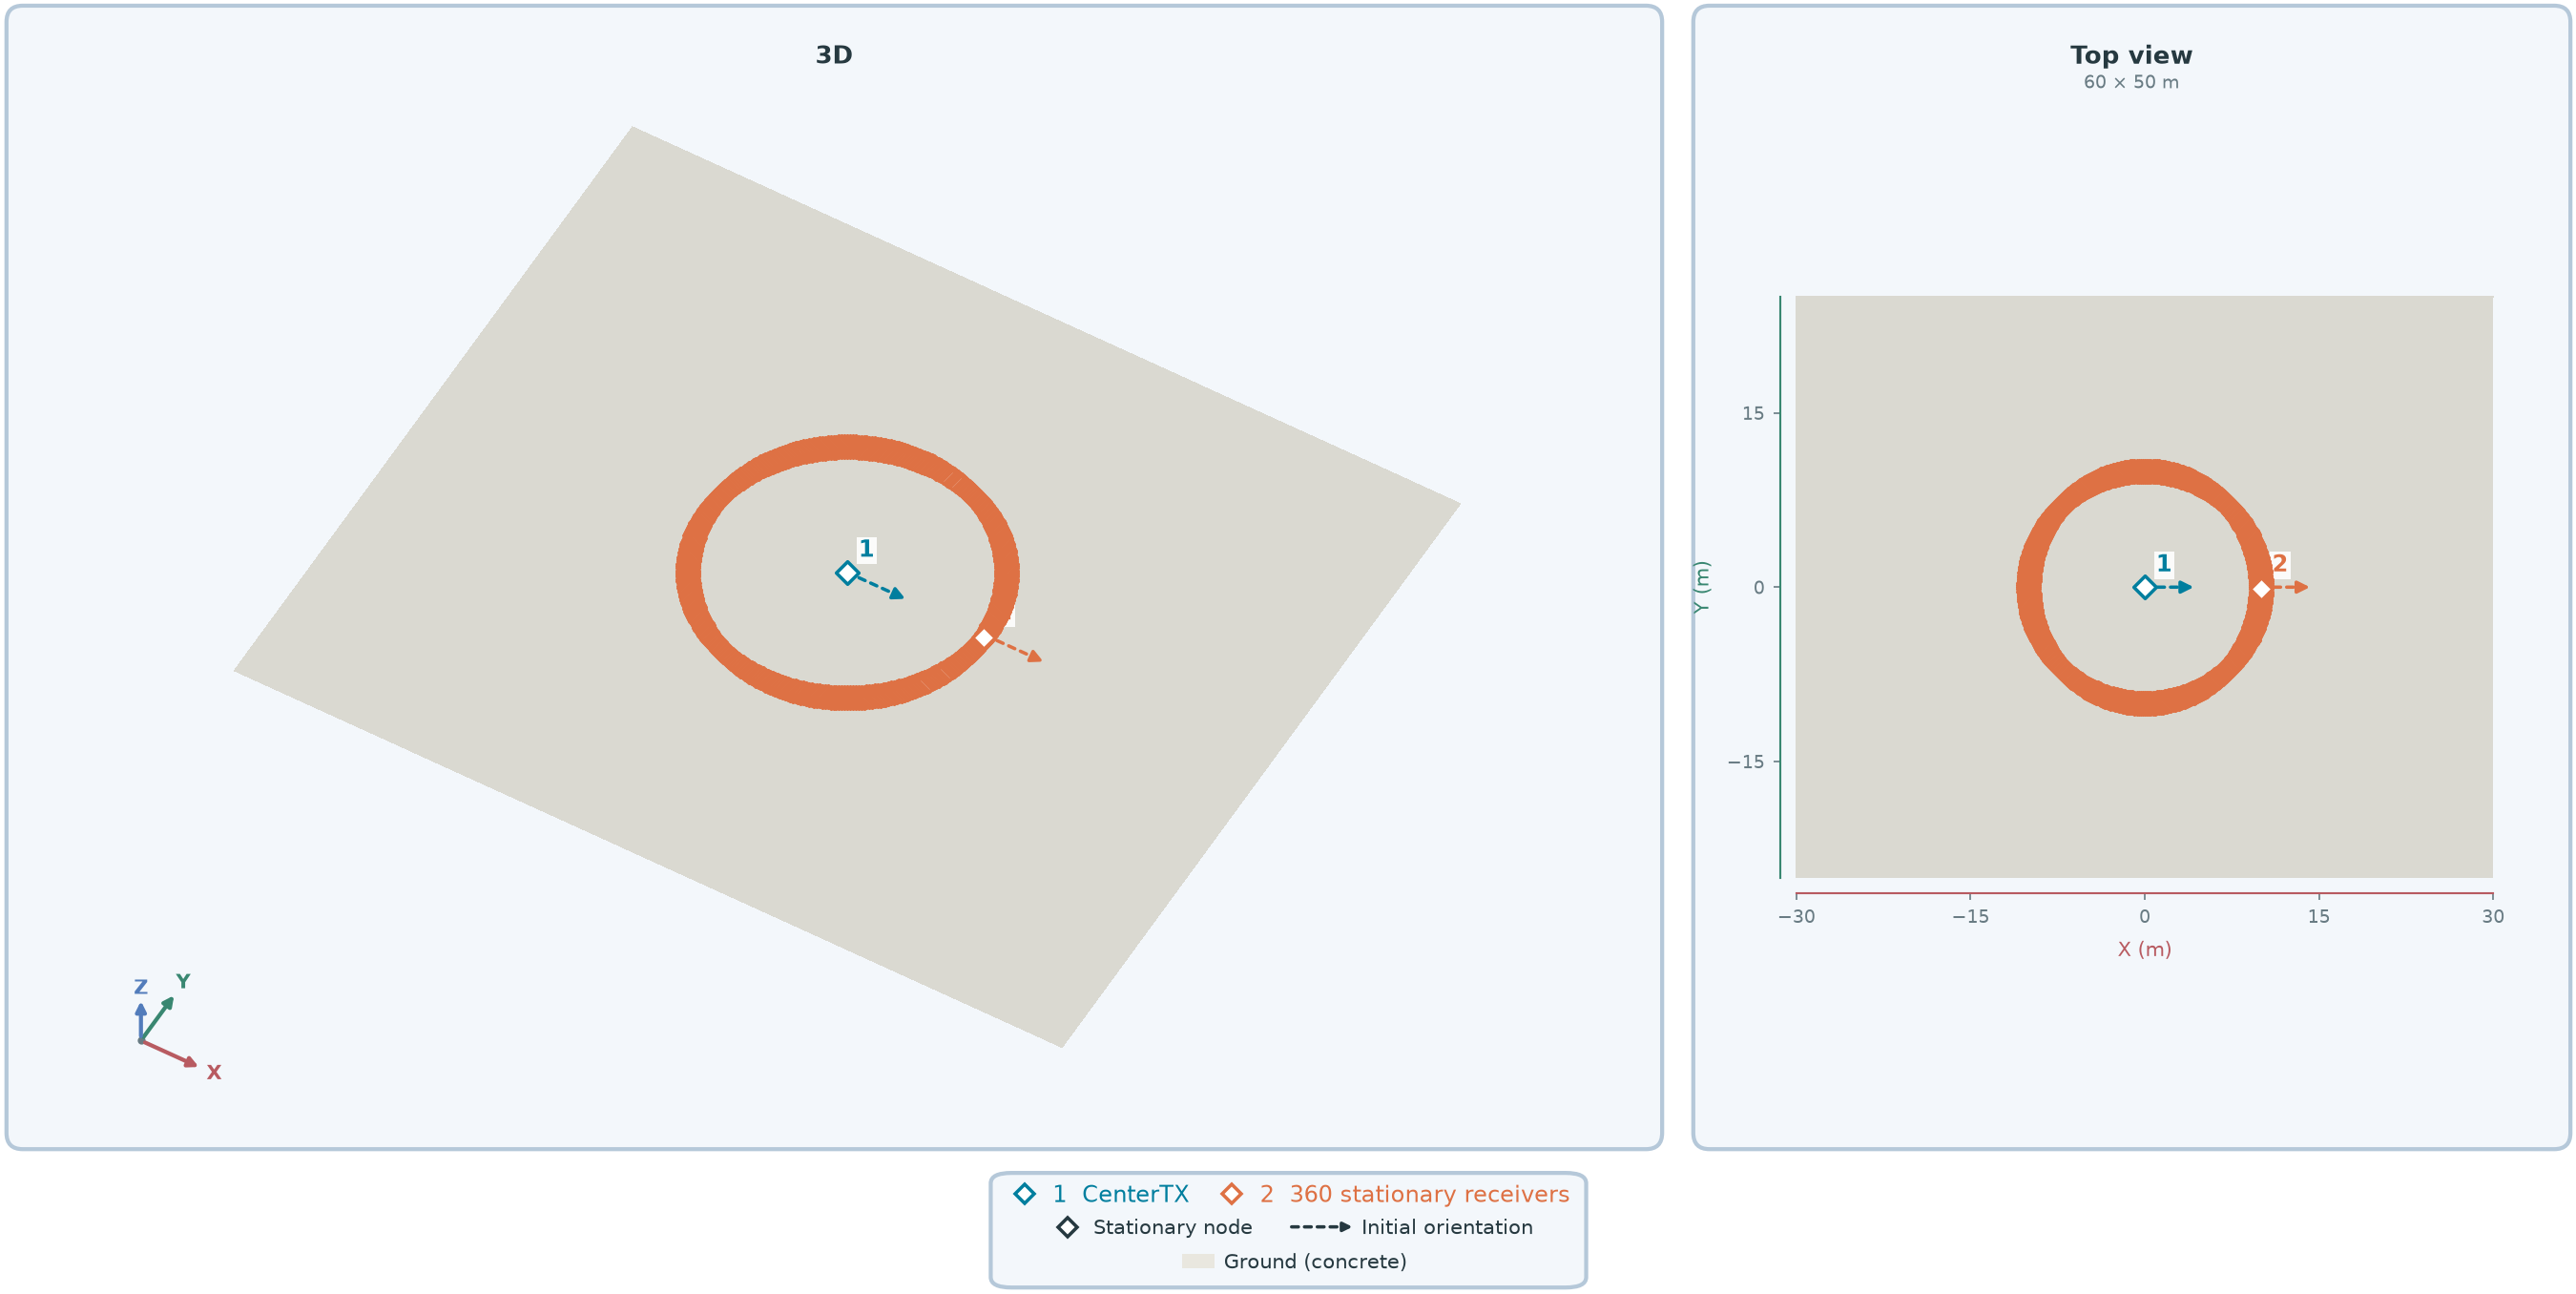 3D
1
Z
Y
X
Top view
60 × 50 m
Y (m)
15
0
−15
1
2
−30
−15
0
15
30
X (m)
1 CenterTX
2 360 stationary receivers
Stationary node
Initial orientation
Ground (concrete)